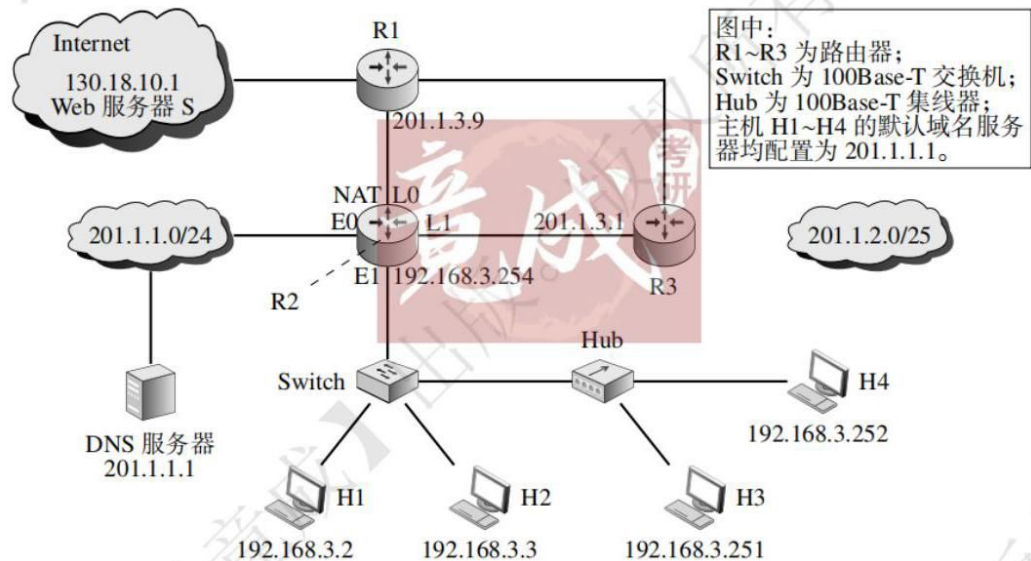 Internet
130.18.10.1
Web 服务器 S
R1
201.1.3.9
图中：
R1~R3 为路由器；
Switch 为 100Base-T 交换机；
Hub 为 100Base-T 集线器；
主机 H1~H4 的默认域名服务
器均配置为 201.1.1.1。
NAT L0
E0
L1
201.1.3.1
201.1.1.0/24
201.1.2.0/25
E1 192.168.3.254
R2
R3
竟成
考研
Hub
Switch
H4
192.168.3.252
DNS 服务器
201.1.1.1
H1
H2
H3
192.168.3.2
192.168.3.3
192.168.3.251